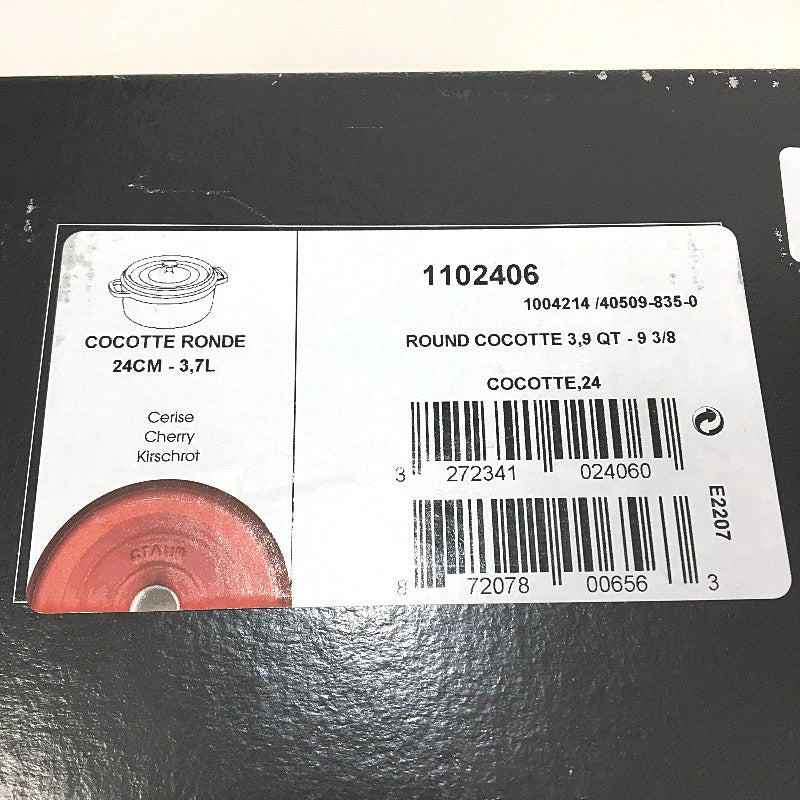 COCOTTE RONDE
24CM - 3,7L
Cerise
Cherry
Kirschrot
STAUB
1102406
1004214 /40509-835-0
ROUND COCOTTE 3,9 QT - 9 3/8
COCOTTE,24
3 272341 024060
8 72078 00656 3
E2207